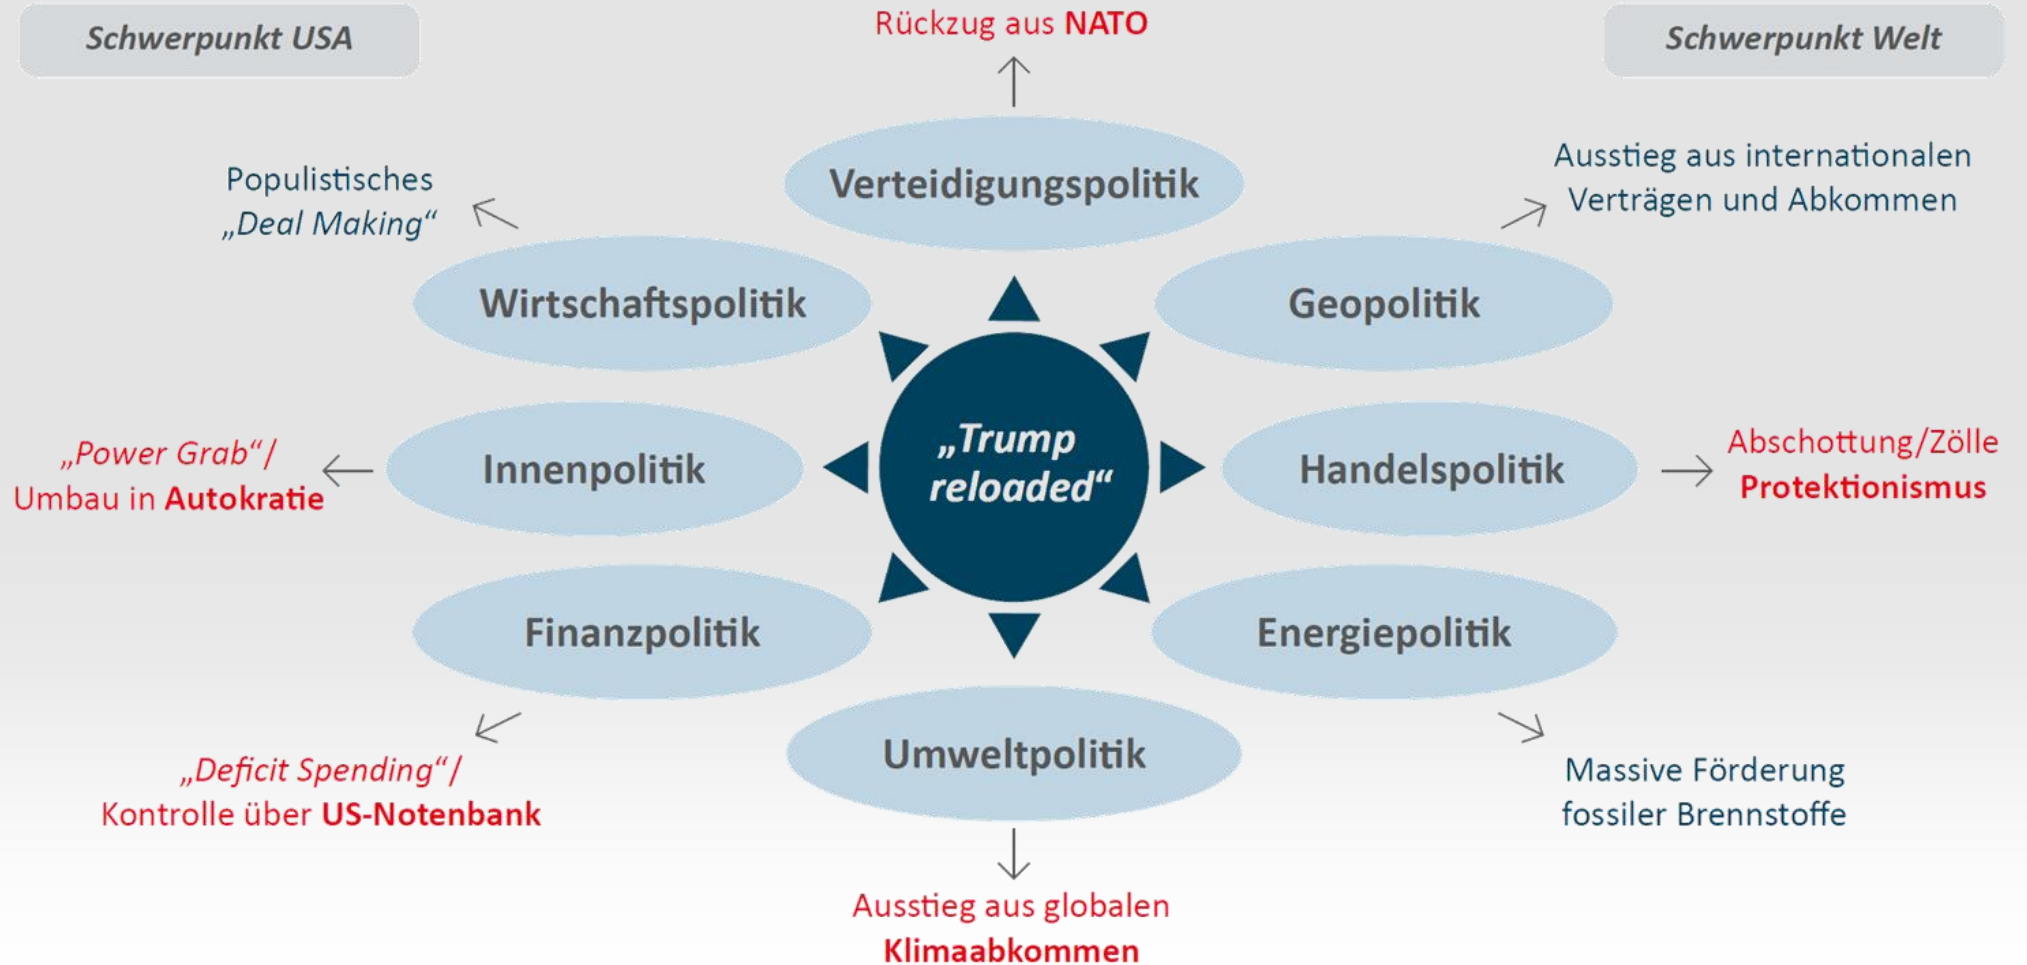 Schwerpunkt USA
Rückzug aus NATO
Schwerpunkt Welt
Verteidigungspolitik
Populistisches
„Deal Making“
Wirtschaftspolitik
Ausstieg aus internationalen
Verträgen und Abkommen
Geopolitik
„Power Grab“/
Umbau in Autokratie
Innenpolitik
„Trump
reloaded“
Handelspolitik
Abschottung/Zölle
Protektionismus
Finanzpolitik
„Deficit Spending“/
Kontrolle über US-Notenbank
Energiepolitik
Massive Förderung
fossiler Brennstoffe
Umweltpolitik
Ausstieg aus globalen
Klimaabkommen